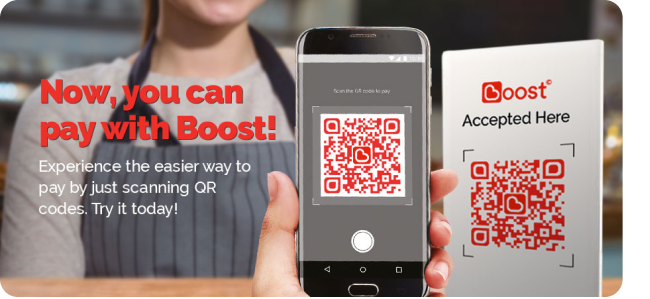 Now, you can
pay with Boost!
Experience the easier way to
pay by just scanning QR
codes. Try it today!
Scan the QR code to pay
Boost©
Accepted Here